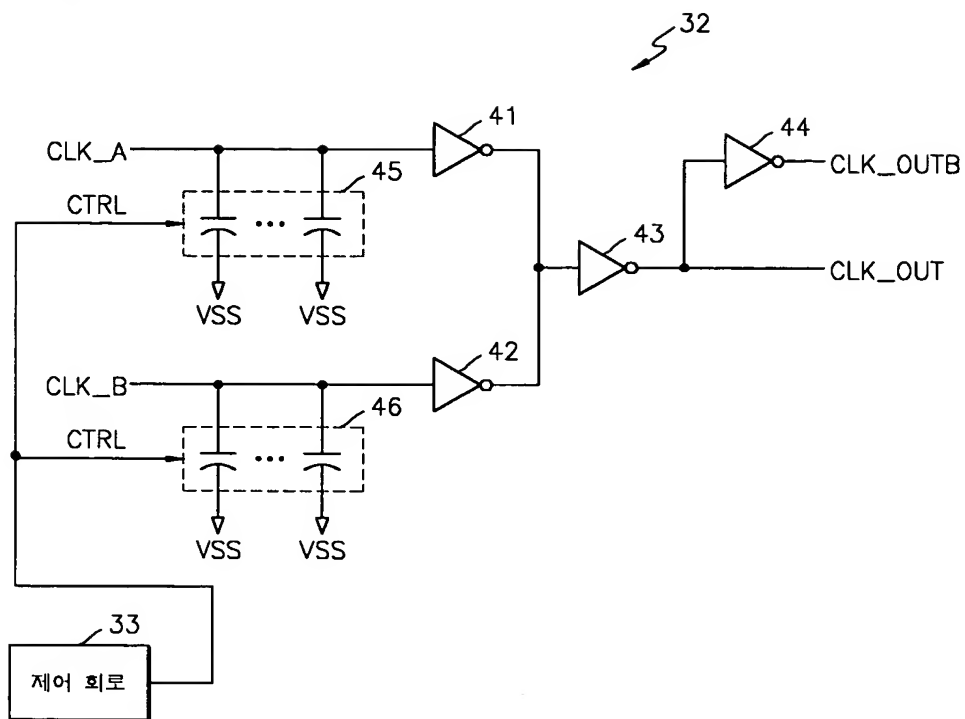 32
41
44
CLK_A
45
CLK_OUTB
CTRL
43
...
VSS VSS
CLK_OUT
42
CLK_B
46
CTRL
...
VSS VSS
33
제어 회로